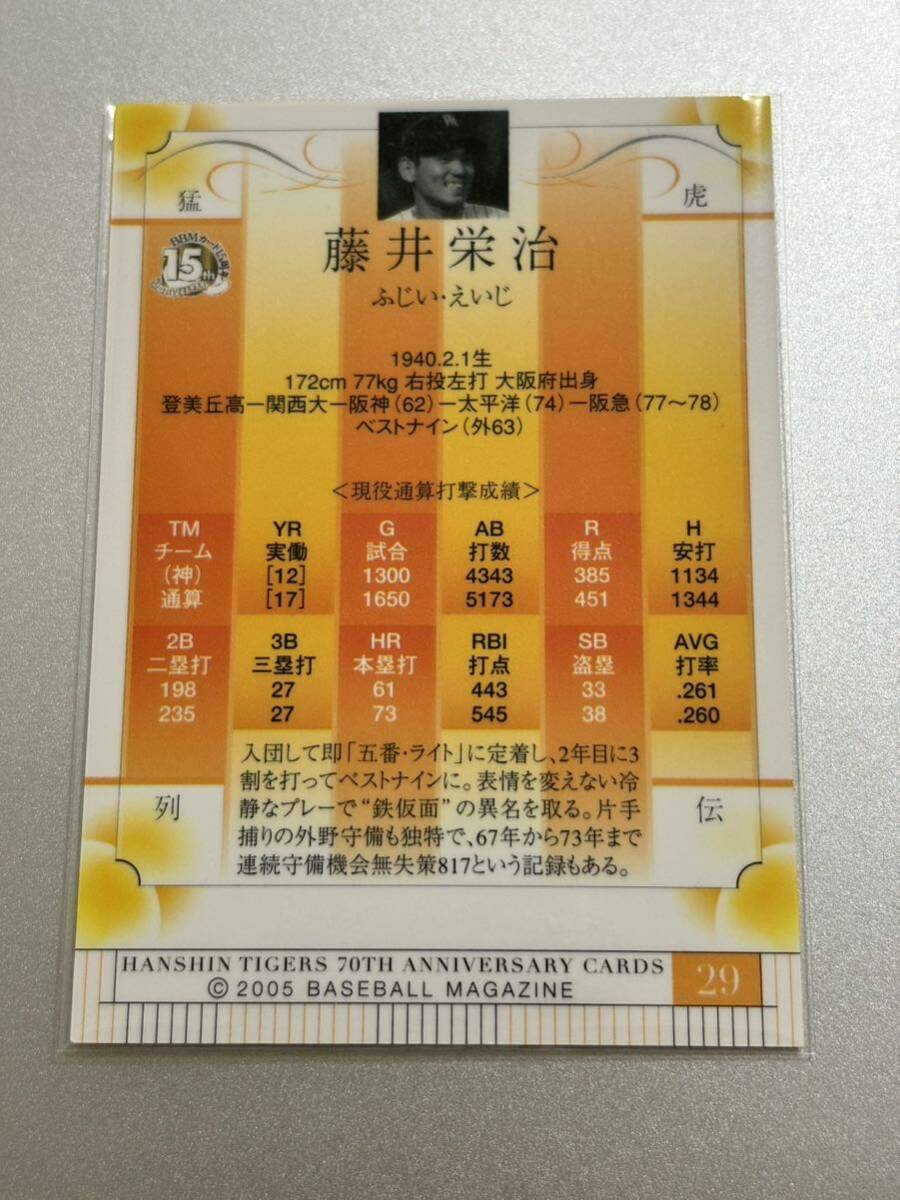 猛
虎
BBMカード15周年
15th
ANNIVERSARY
藤井栄治
ふじい・えいじ
1940.2.1生
172cm 77kg 右投左打 大阪府出身
登美丘高ー関西大ー阪神(62)ー太平洋(74)ー阪急(77〜78)
ベストナイン(外63)
＜現役通算打撃成績＞
TM YR G AB R H
チーム 実働 試合 打数 得点 安打
(神) [12] 1300 4343 385 1134
通算 [17] 1650 5173 451 1344
2B 3B HR RBI SB AVG
二塁打 三塁打 本塁打 打点 盗塁 打率
198 27 61 443 33 .261
235 27 73 545 38 .260
入団して即「五番・ライト」に定着し、2年目に3
割を打ってベストナインに。表情を変えない冷
静なプレーで“鉄仮面”の異名を取る。片手
捕りの外野守備も独特で、67年から73年まで
連続守備機会無失策817という記録もある。
列
伝
HANSHIN TIGERS 70TH ANNIVERSARY CARDS
© 2005 BASEBALL MAGAZINE
29